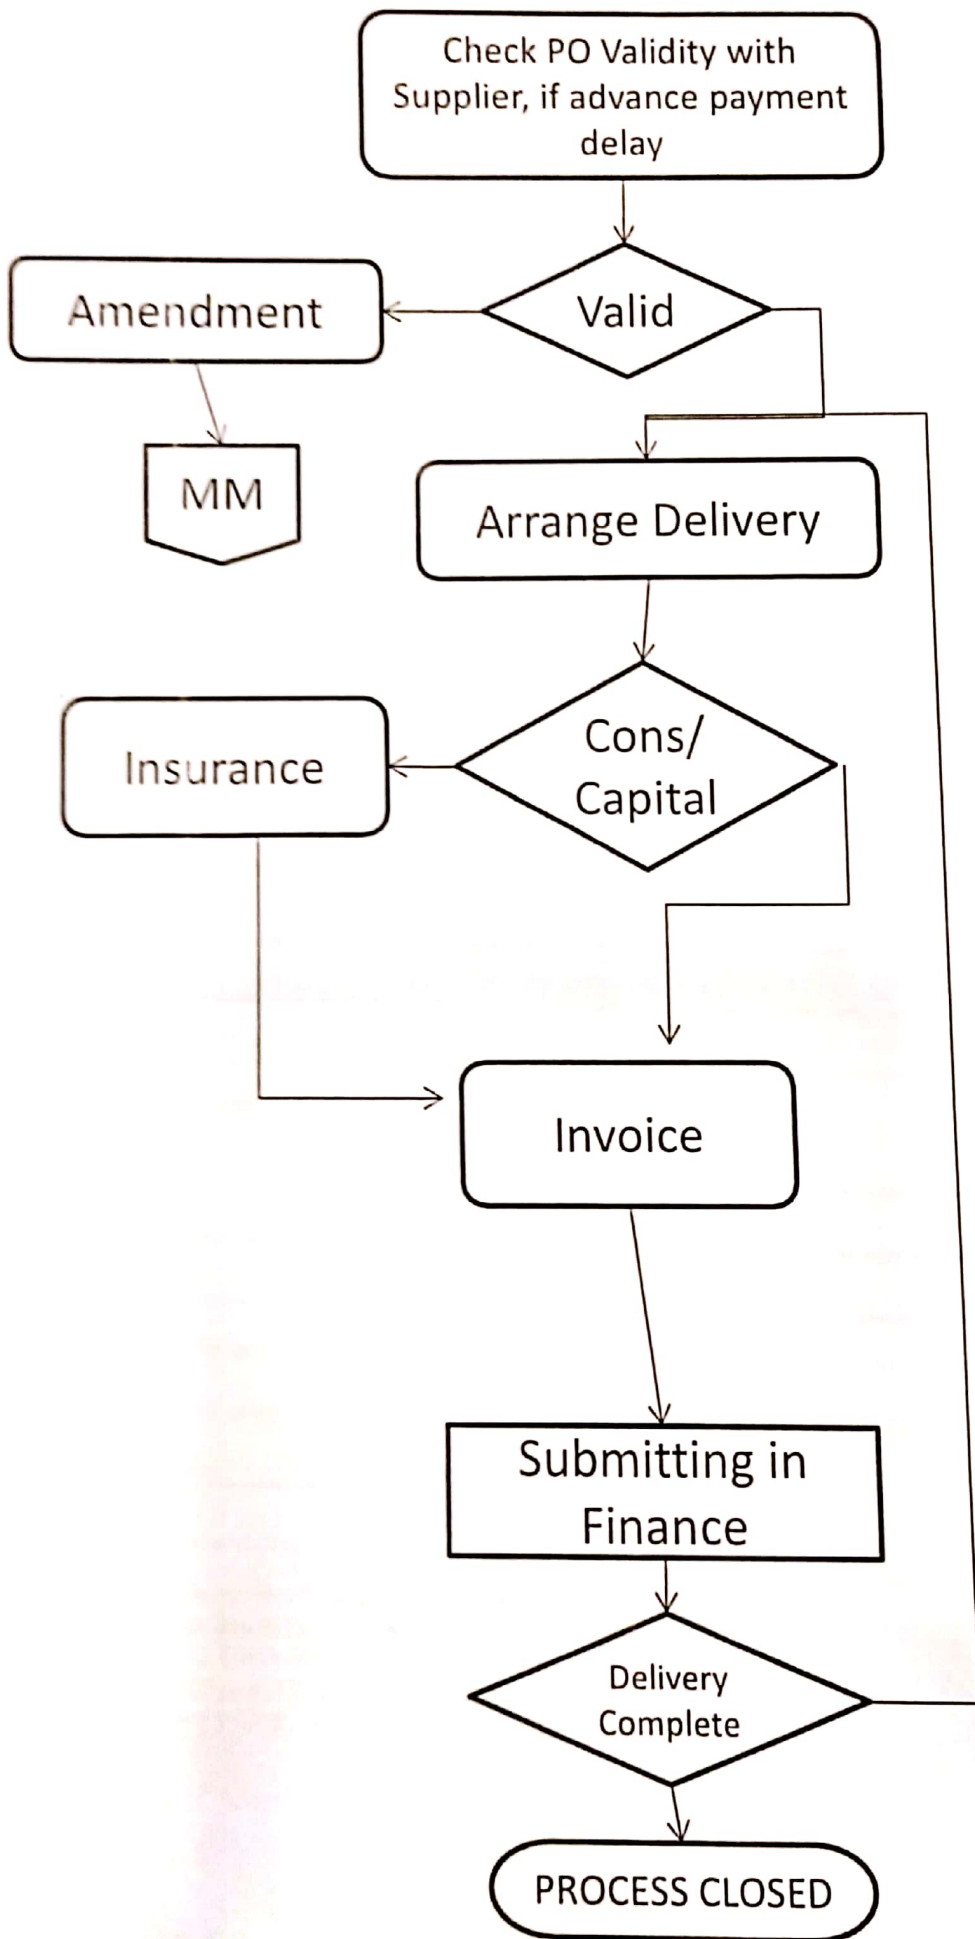 Check PO Validity with
Supplier, if advance payment
delay
Valid
Amendment
MM
Arrange Delivery
Cons/
Capital
Insurance
Invoice
Submitting in
Finance
Delivery
Complete
PROCESS CLOSED